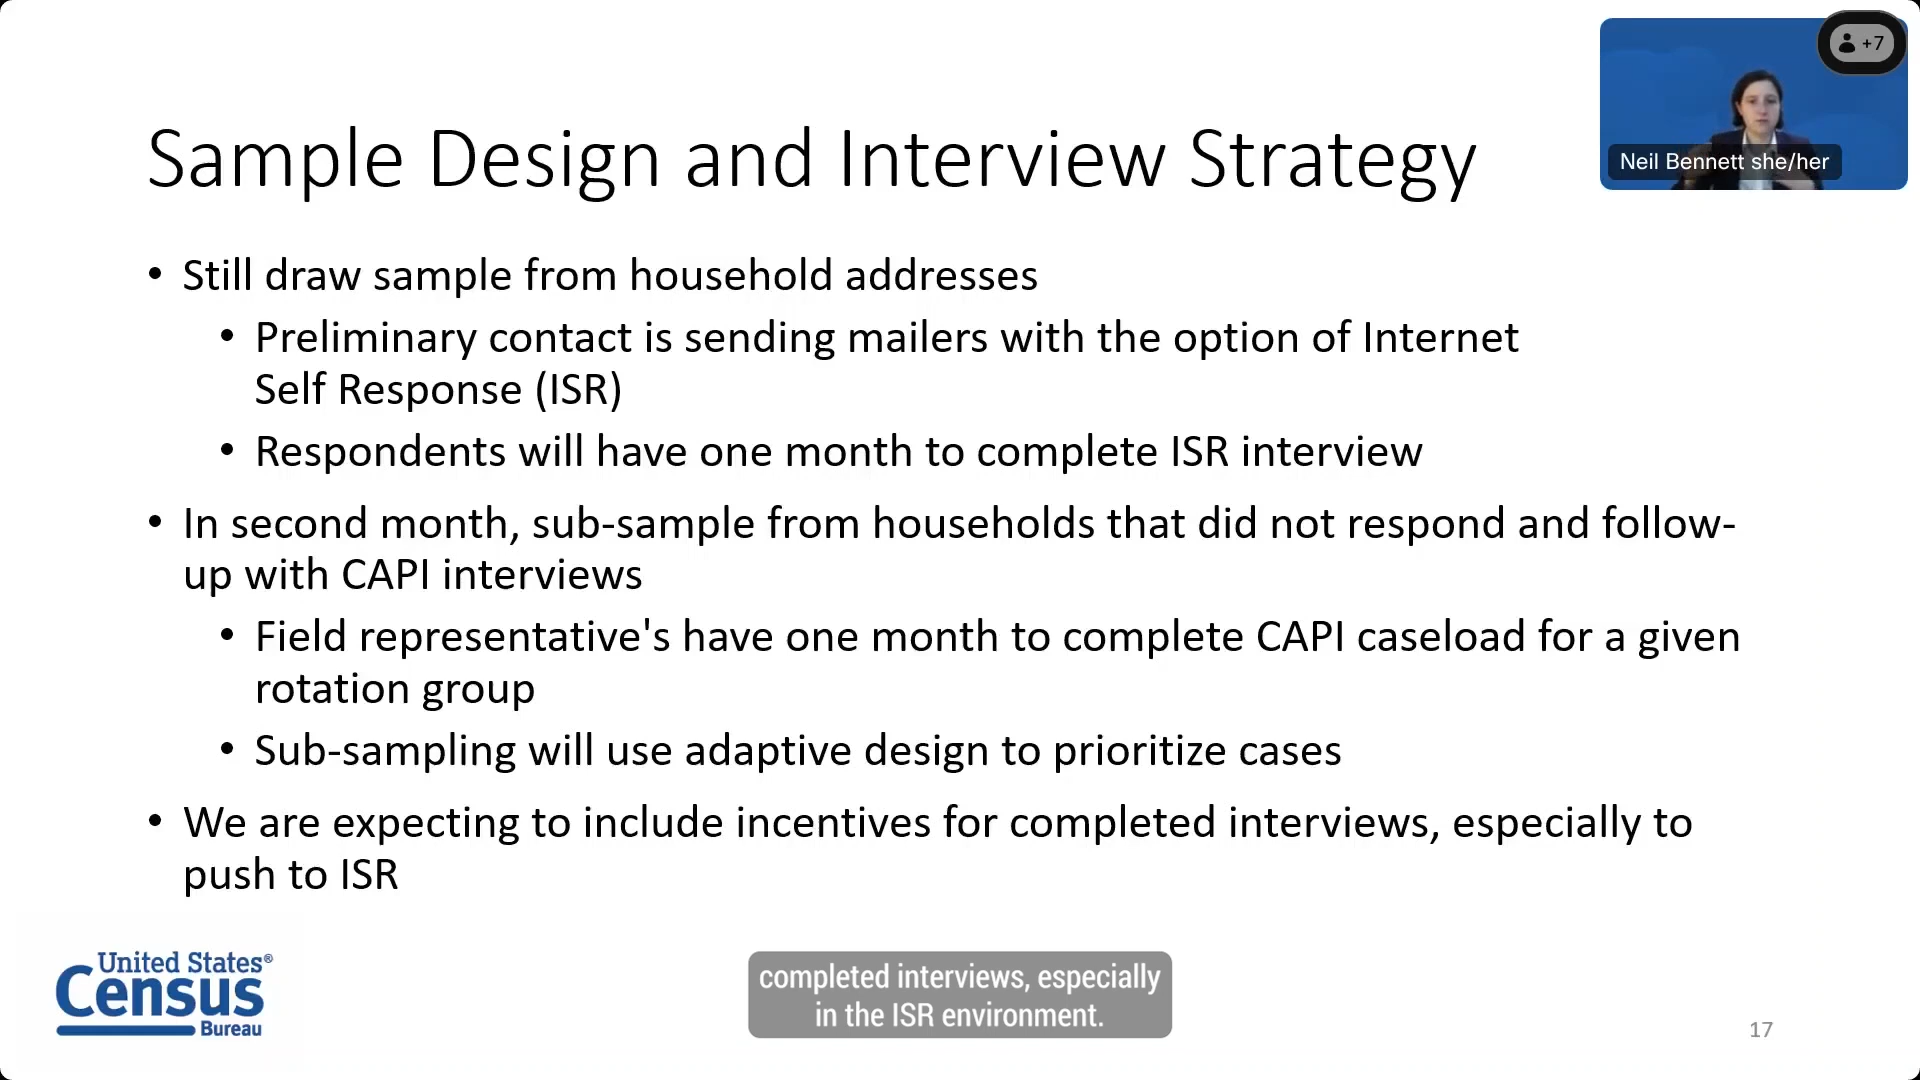 +7
Neil Bennett she/her
Sample Design and Interview Strategy
• Still draw sample from household addresses
• Preliminary contact is sending mailers with the option of Internet
Self Response (ISR)
• Respondents will have one month to complete ISR interview
• In second month, sub-sample from households that did not respond and follow-
up with CAPI interviews
• Field representative's have one month to complete CAPI caseload for a given
rotation group
• Sub-sampling will use adaptive design to prioritize cases
• We are expecting to include incentives for completed interviews, especially to
push to ISR
United States®
Census
Bureau
completed interviews, especially
in the ISR environment.
17